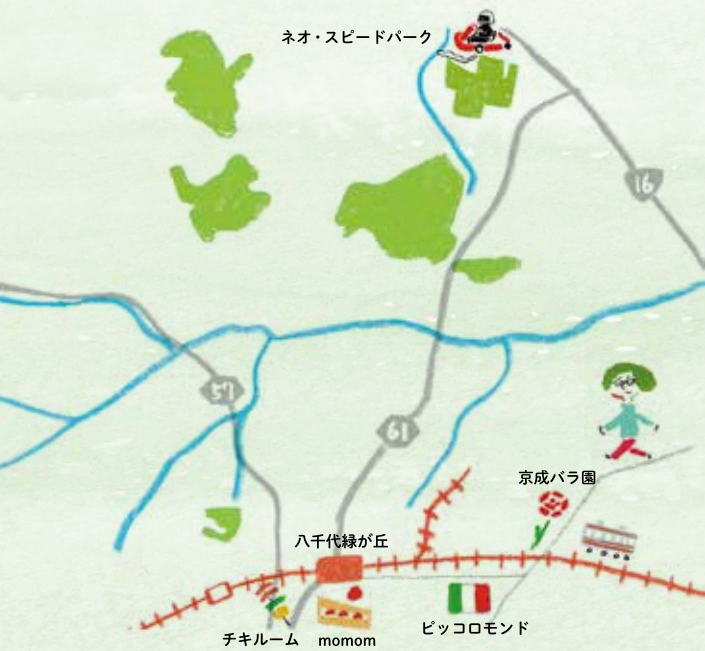 ネオ・スピードパーク
16
57
61
京成バラ園
八千代緑が丘
ピッコロモンド
チキルーム momom